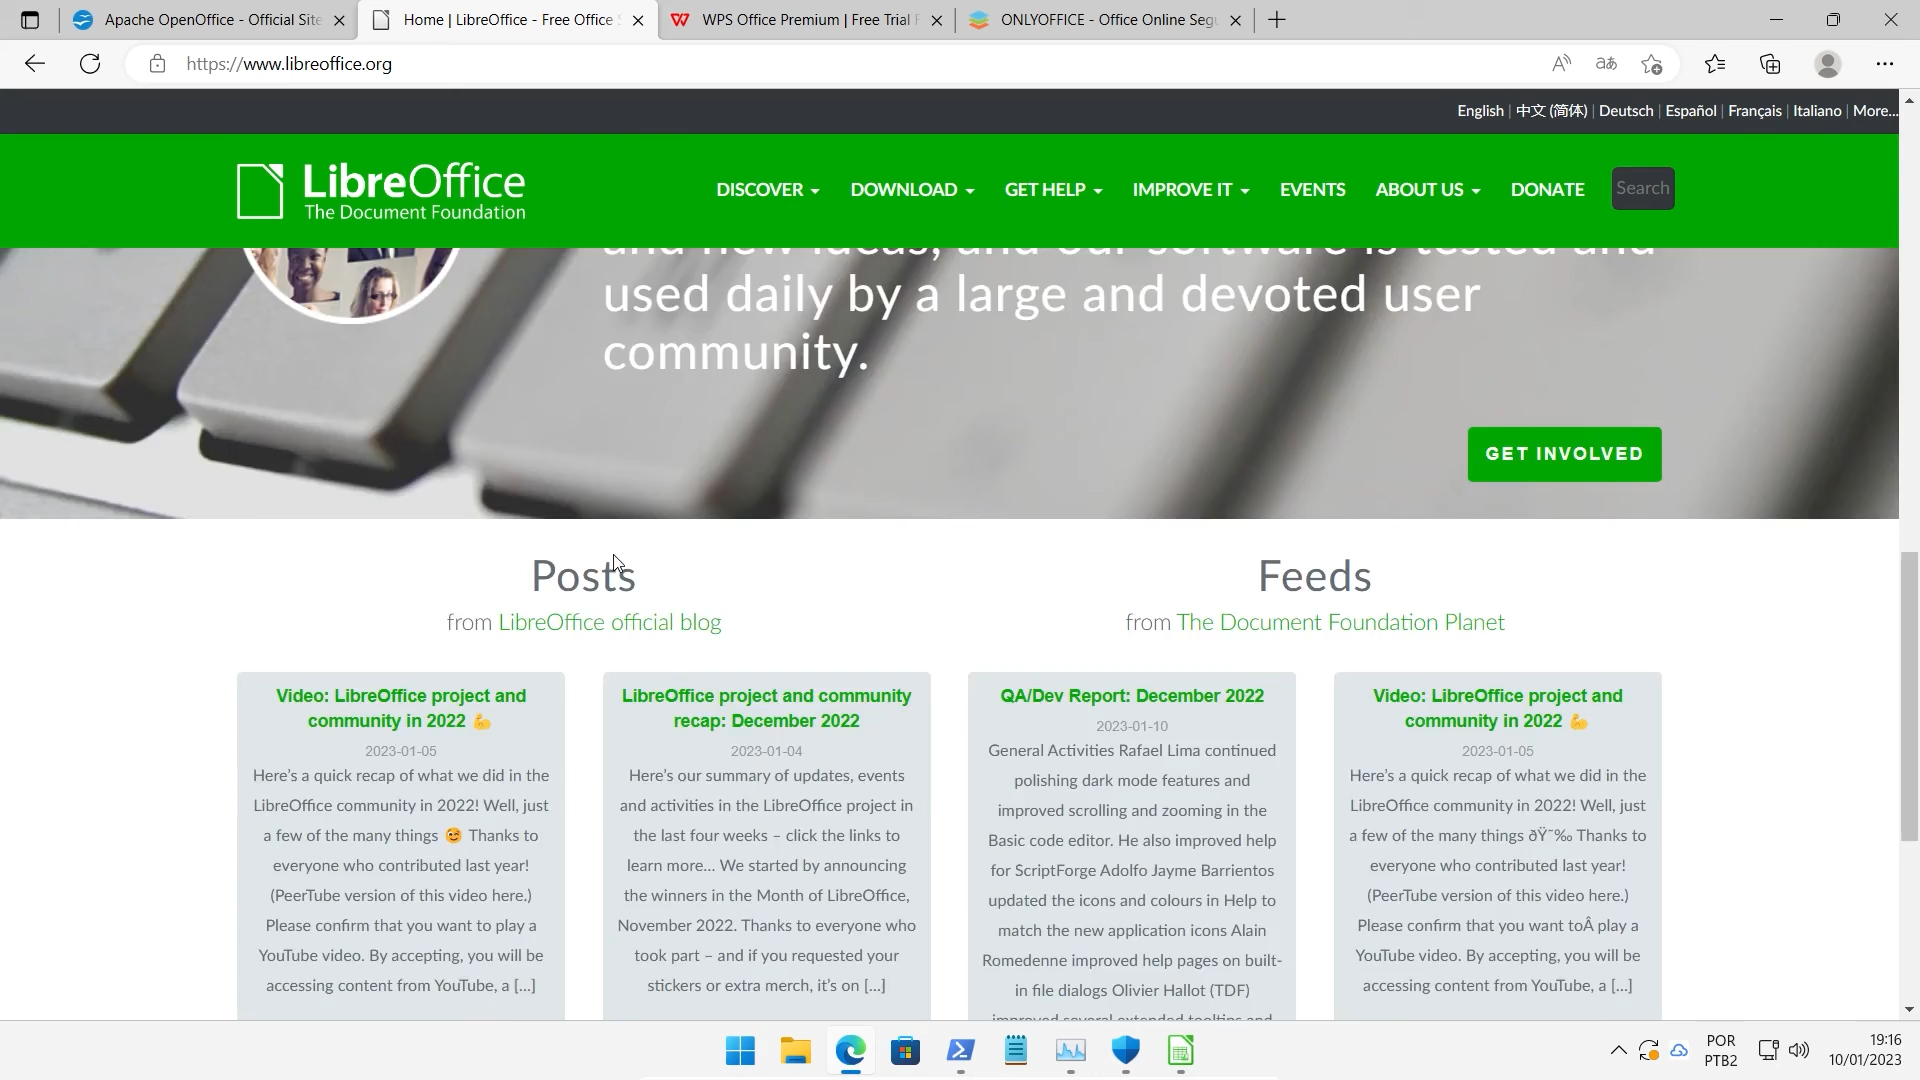 Apache OpenOffice - Official Site
Home | LibreOffice - Free Office S
WPS Office Premium | Free Trial F
ONLYOFFICE - Office Online Segu
https://www.libreoffice.org
English | 中文 (简体) | Deutsch | Español | Français | Italiano | More...
LibreOffice
The Document Foundation
DISCOVER
DOWNLOAD
GET HELP
IMPROVE IT
EVENTS
ABOUT US
DONATE
Search
and new ideas, and our software is tested and
used daily by a large and devoted user
community.
GET INVOLVED
Posts
from LibreOffice official blog
Feeds
from The Document Foundation Planet
Video: LibreOffice project and
community in 2022 💪
2023-01-05
Here's a quick recap of what we did in the
LibreOffice community in 2022! Well, just
a few of the many things 😉 Thanks to
everyone who contributed last year!
(PeerTube version of this video here.)
Please confirm that you want to play a
YouTube video. By accepting, you will be
accessing content from YouTube, a [...]
LibreOffice project and community
recap: December 2022
2023-01-04
Here's our summary of updates, events
and activities in the LibreOffice project in
the last four weeks – click the links to
learn more… We started by announcing
the winners in the Month of LibreOffice,
November 2022. Thanks to everyone who
took part – and if you requested your
stickers or extra merch, it's on [...]
QA/Dev Report: December 2022
2023-01-10
General Activities Rafael Lima continued
polishing dark mode features and
improved scrolling and zooming in the
Basic code editor. He also improved help
for ScriptForge Adolfo Jayme Barrientos
updated the icons and colours in Help to
match the new application icons Alain
Romedenne improved help pages on built-
in file dialogs Olivier Hallot (TDF)
improved several extended tooltips and
Video: LibreOffice project and
community in 2022 💪
2023-01-05
Here's a quick recap of what we did in the
LibreOffice community in 2022! Well, just
a few of the many things ðŸ˜‰ Thanks to
everyone who contributed last year!
(PeerTube version of this video here.)
Please confirm that you want toÂ play a
YouTube video. By accepting, you will be
accessing content from YouTube, a [...]
POR
PTB2
19:16
10/01/2023